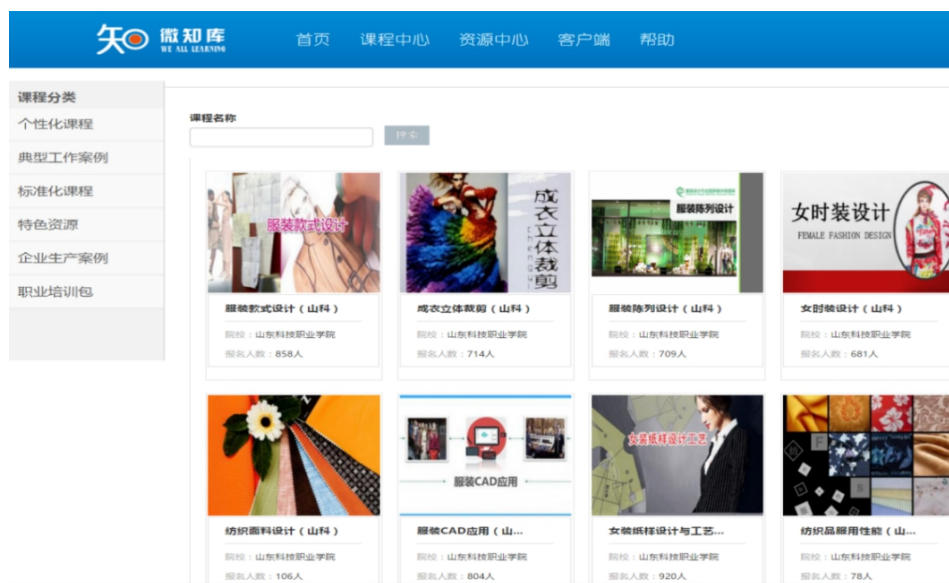 微知库
WE ALL LEARNING
首页 课程中心 资源中心 客户端 帮助
课程分类
个性化课程
典型工作案例
标准化课程
特色资源
企业生产案例
职业培训包
课程名称
搜索
服装款式设计
成衣立体裁剪
服装陈列设计
女时装设计
FEMALE FASHION DESIGN
服装款式设计（山科） 成衣立体裁剪（山科） 服装陈列设计（山科） 女时装设计（山科）
院校：山东科技职业学院 院校：山东科技职业学院 院校：山东科技职业学院 院校：山东科技职业学院
报名人数：858人 报名人数：714人 报名人数：709人 报名人数：681人
服装CAD应用
女装纸样设计工艺
F
S
纺织面料设计（山科） 服装CAD应用（山... 女装纸样设计与工艺... 纺织品服用性能（山...
院校：山东科技职业学院 院校：山东科技职业学院 院校：山东科技职业学院 院校：山东科技职业学院
报名人数：106人 报名人数：804人 报名人数：920人 报名人数：78人